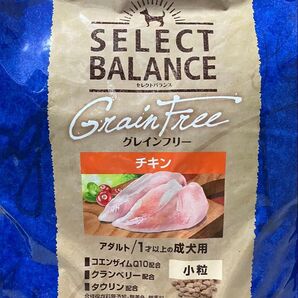 SELECT
BALANCE
セレクトバランス
Grain Free
グレインフリー
チキン
アダルト/1才以上の成犬用
コエンザイムQ10配合
クランベリー配合
タウリン配合
小粒